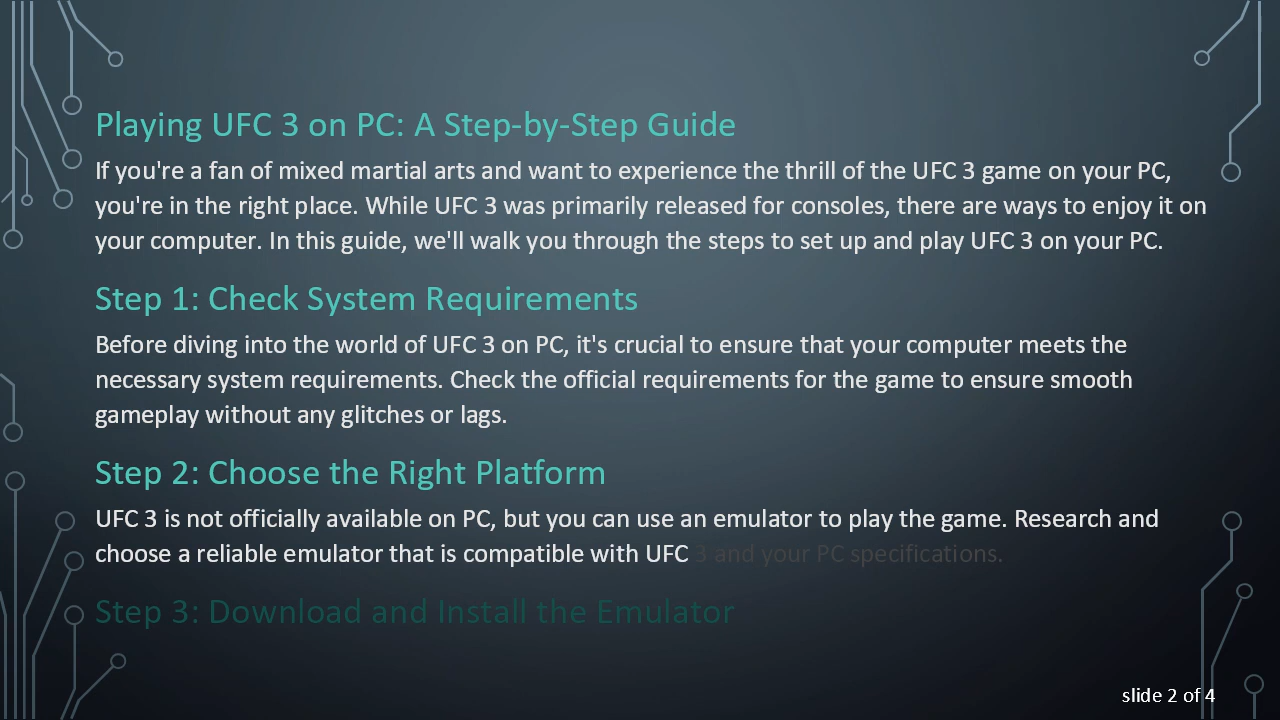 Playing UFC 3 on PC: A Step-by-Step Guide
If you're a fan of mixed martial arts and want to experience the thrill of the UFC 3 game on your PC,
you're in the right place. While UFC 3 was primarily released for consoles, there are ways to enjoy it on
your computer. In this guide, we'll walk you through the steps to set up and play UFC 3 on your PC.
Step 1: Check System Requirements
Before diving into the world of UFC 3 on PC, it's crucial to ensure that your computer meets the
necessary system requirements. Check the official requirements for the game to ensure smooth
gameplay without any glitches or lags.
Step 2: Choose the Right Platform
UFC 3 is not officially available on PC, but you can use an emulator to play the game. Research and
choose a reliable emulator that is compatible with UFC 3 and your PC specifications.
Step 3: Download and Install the Emulator
slide 2 of 4